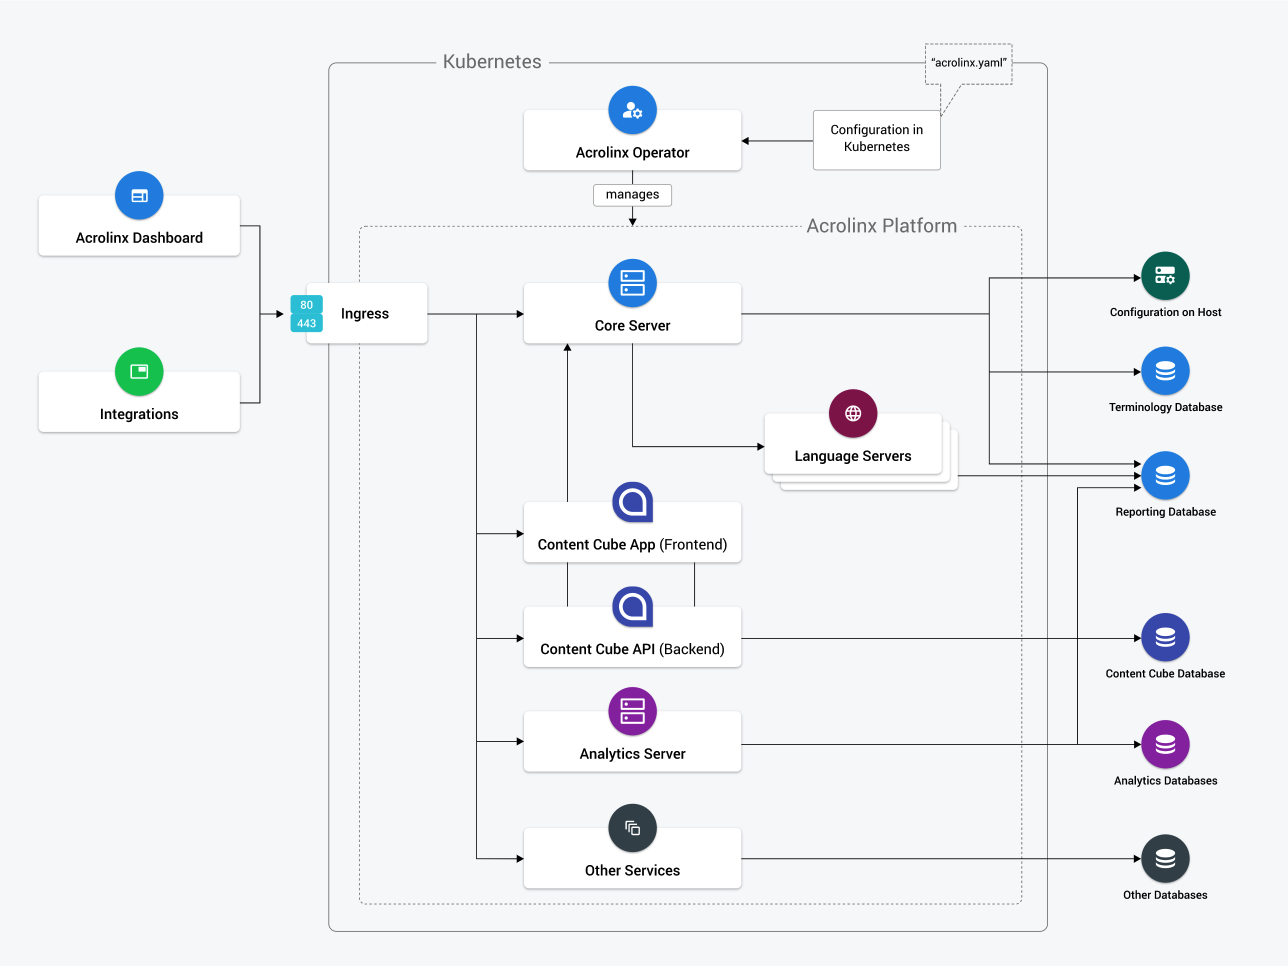 Kubernetes
"acrolinx.yaml"
Configuration in
Kubernetes
Acrolinx Operator
manages
Acrolinx Platform
Acrolinx Dashboard
Integrations
80
443
Ingress
Core Server
Language Servers
Content Cube App (Frontend)
Content Cube API (Backend)
Analytics Server
Other Services
Configuration on Host
Terminology Database
Reporting Database
Content Cube Database
Analytics Databases
Other Databases